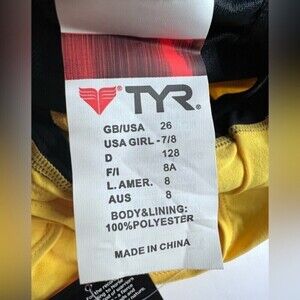 TYR
GB/USA 26
USA GIRL - 7/8
D 128
F/I 8A
L. AMER. 8
AUS 8
BODY&LINING:
100%POLYESTER
MADE IN CHINA